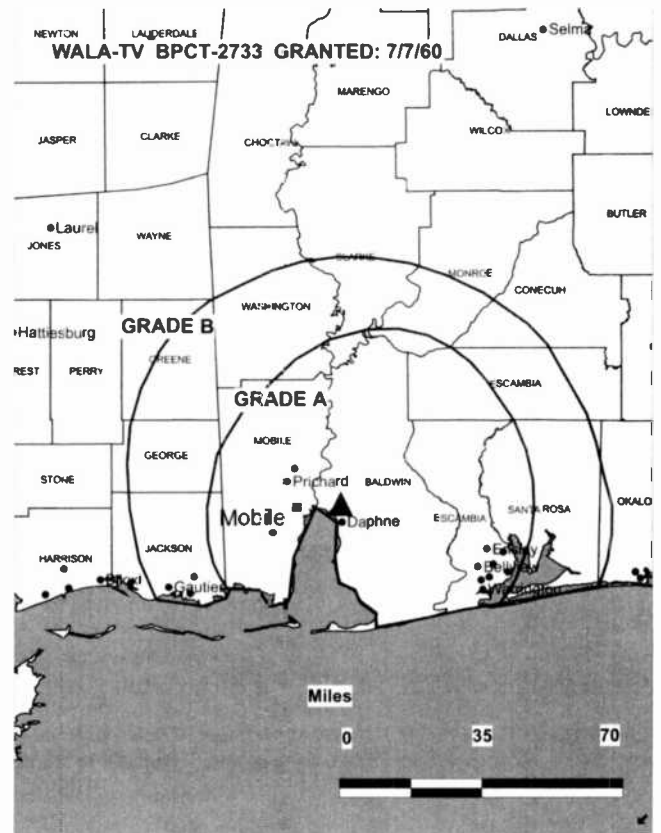 NEWTON LAUDERDALE
DALLAS Selma
WALA-TV BPCT-2733 GRANTED: 7/7/60
MARENGO
LOWNDE
JASPER CLARKE WILCOX
BUTLER
Laurel
JONES WAYNE
CLARKE
MONROE
CONECUH
WASHINGTON
GRADE B
Hattiesburg
GREENE
REST PERRY
ESCAMBIA
GRADE A
MOBILE
GEORGE
STONE
Prichard BALDWIN
SANTA ROSA OKALO
Mobile Daphne ESCAMBIA
HARRISON JACKSON
Gautier
Miles
0 35 70